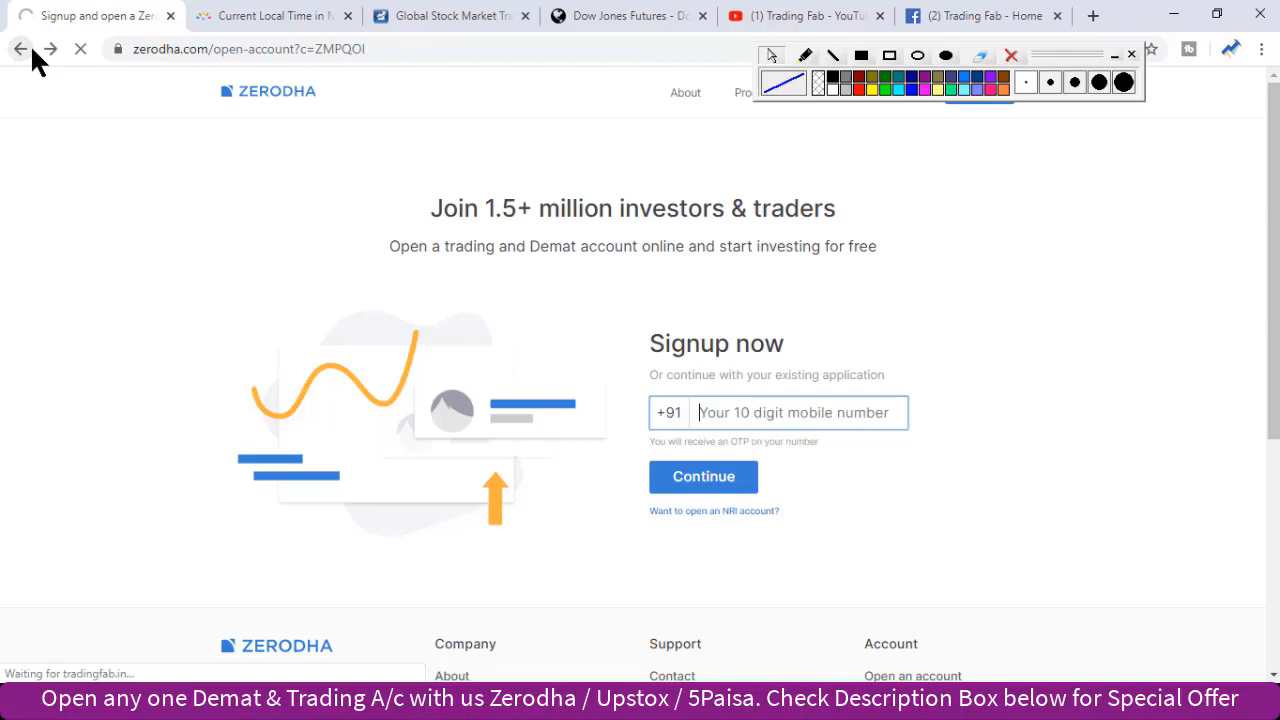 Signup and open a Zer
Current Local Time in N
Global Stock Market Tra
Dow Jones Futures - Do
(1) Trading Fab - YouTu
(2) Trading Fab - Home
zerodha.com/open-account?c=ZMPQOI
ZERODHA
About
Pro
Join 1.5+ million investors & traders
Open a trading and Demat account online and start investing for free
Signup now
Or continue with your existing application
+91
Your 10 digit mobile number
You will receive an OTP on your number
Continue
Want to open an NRI account?
ZERODHA
Company
Support
Account
About
Contact
Open an account
Waiting for tradingfab.in...
Open any one Demat & Trading A/c with us Zerodha / Upstox / 5Paisa. Check Description Box below for Special Offer